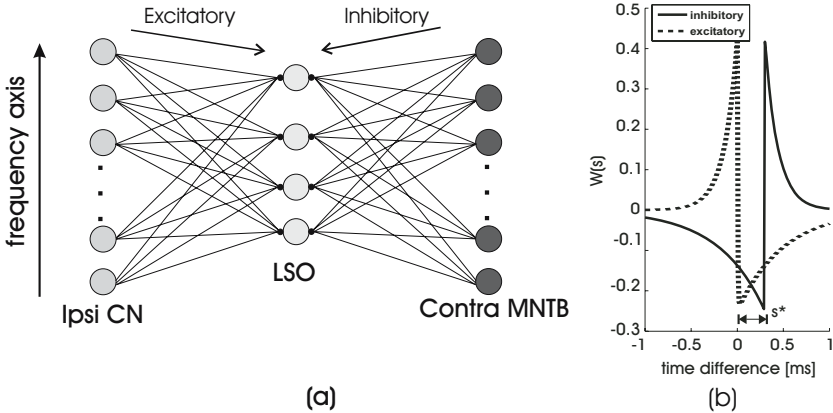 Excitatory
Inhibitory
frequency axis
Ipsi CN
LSO
Contra MNTB
(a)
inhibitory
excitatory
0.5
0.4
0.3
0.2
0.1
0
-0.1
-0.2
-0.3
W(s)
s*
-1
-0.5
0
0.5
1
time difference [ms]
(b)